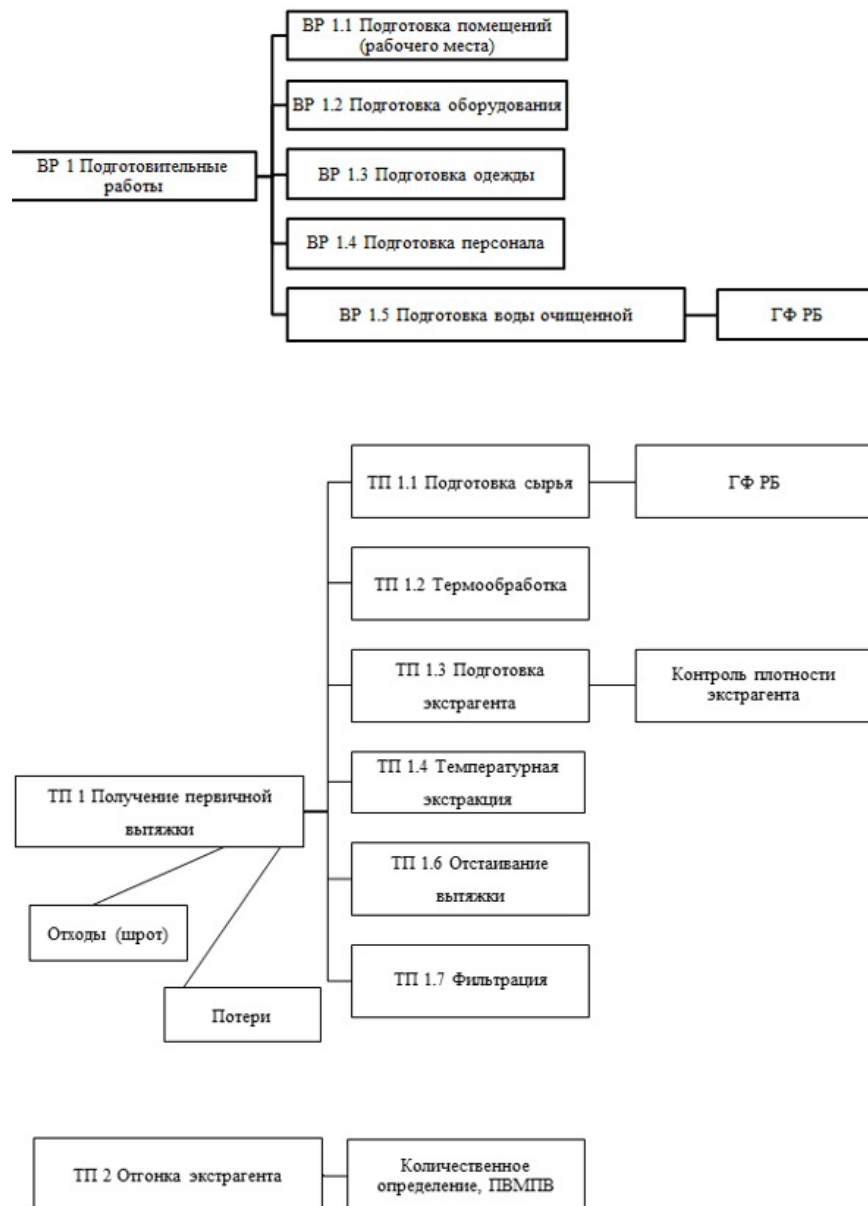 ВР 1.1 Подготовка помещений
(рабочего места)
ВР 1.2 Подготовка оборудования
ВР 1 Подготовительные
работы
ВР 1.3 Подготовка одежды
ВР 1.4 Подготовка персонала
ВР 1.5 Подготовка воды очищенной
ГФ РБ
ТП 1.1 Подготовка сырья
ГФ РБ
ТП 1.2 Термообработка
ТП 1.3 Подготовка
экстрагента
Контроль плотности
экстрагента
ТП 1.4 Температурная
экстракция
ТП 1 Получение первичной
вытяжки
ТП 1.6 Отстаивание
вытяжки
Отходы (шрот)
ТП 1.7 Фильтрация
Потери
ТП 2 Отгонка экстрагента
Количественное
определение, ПВМПВ